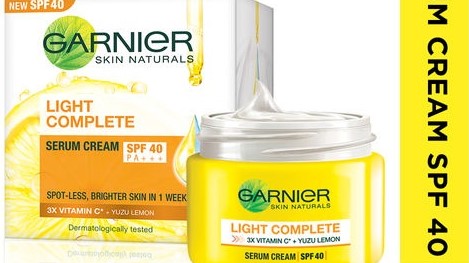 NEW SPF40
GARNIER
SKIN NATURALS
LIGHT
COMPLETE
SERUM CREAM SPF 40
PA+++
SPOT-LESS, BRIGHTER SKIN IN 1 WEEK
3X VITAMIN C* + YUZU LEMON
Dermatologically tested
GARNIER
SKIN NATURALS
LIGHT COMPLETE
3X VITAMIN C* + YUZU LEMON
SERUM CREAM SPF 40
M CREAM SPF 40